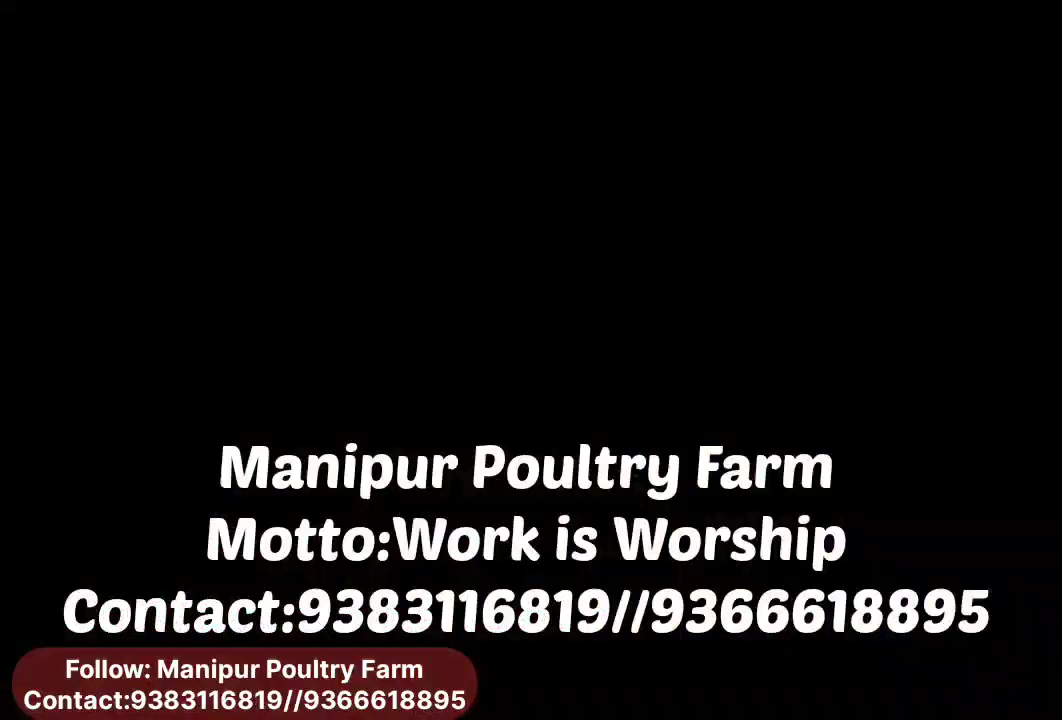 Manipur Poultry Farm
Motto:Work is Worship
Contact:9383116819//9366618895
Follow: Manipur Poultry Farm
Contact:9383116819//9366618895